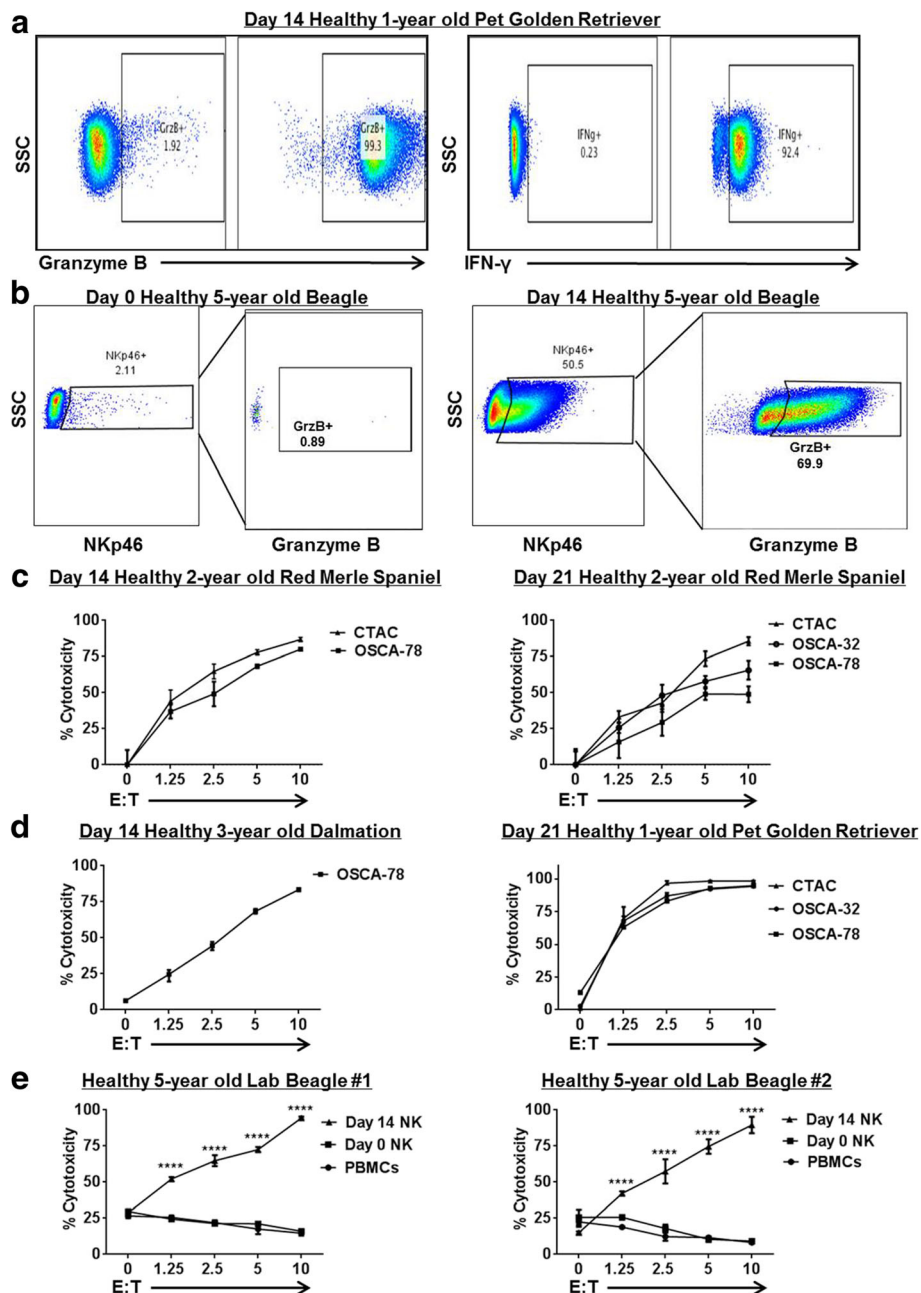 a
Day 14 Healthy 1-year old Pet Golden Retriever
SSC
GrzB+
1.92
GrzB+
99.3
Granzyme B
SSC
IFNg+
0.23
IFNg+
92.4
IFN-γ
b
Day 0 Healthy 5-year old Beagle
SSC
NKp46+
2.11
GrzB+
0.89
NKp46
Granzyme B
Day 14 Healthy 5-year old Beagle
SSC
NKp46+
50.5
GrzB+
69.9
NKp46
Granzyme B
c
Day 14 Healthy 2-year old Red Merle Spaniel
% Cytotoxicity
100
75
50
25
0
0 1.25 2.5 5 10
E:T
CTAC
OSCA-78
Day 21 Healthy 2-year old Red Merle Spaniel
% Cytotoxicity
100
75
50
25
0
0 1.25 2.5 5 10
E:T
CTAC
OSCA-32
OSCA-78
d
Day 14 Healthy 3-year old Dalmation
% Cytotoxicity
100
75
50
25
0
0 1.25 2.5 5 10
E:T
OSCA-78
Day 21 Healthy 1-year old Pet Golden Retriever
% Cytotoxicity
100
75
50
25
0
0 1.25 2.5 5 10
E:T
CTAC
OSCA-32
OSCA-78
e
Healthy 5-year old Lab Beagle #1
% Cytotoxicity
100
75
50
25
0
0 1.25 2.5 5 10
E:T
**** **** **** ****
Day 14 NK
Day 0 NK
PBMCs
Healthy 5-year old Lab Beagle #2
% Cytotoxicity
100
75
50
25
0
0 1.25 2.5 5 10
E:T
**** **** **** ****
Day 14 NK
Day 0 NK
PBMCs